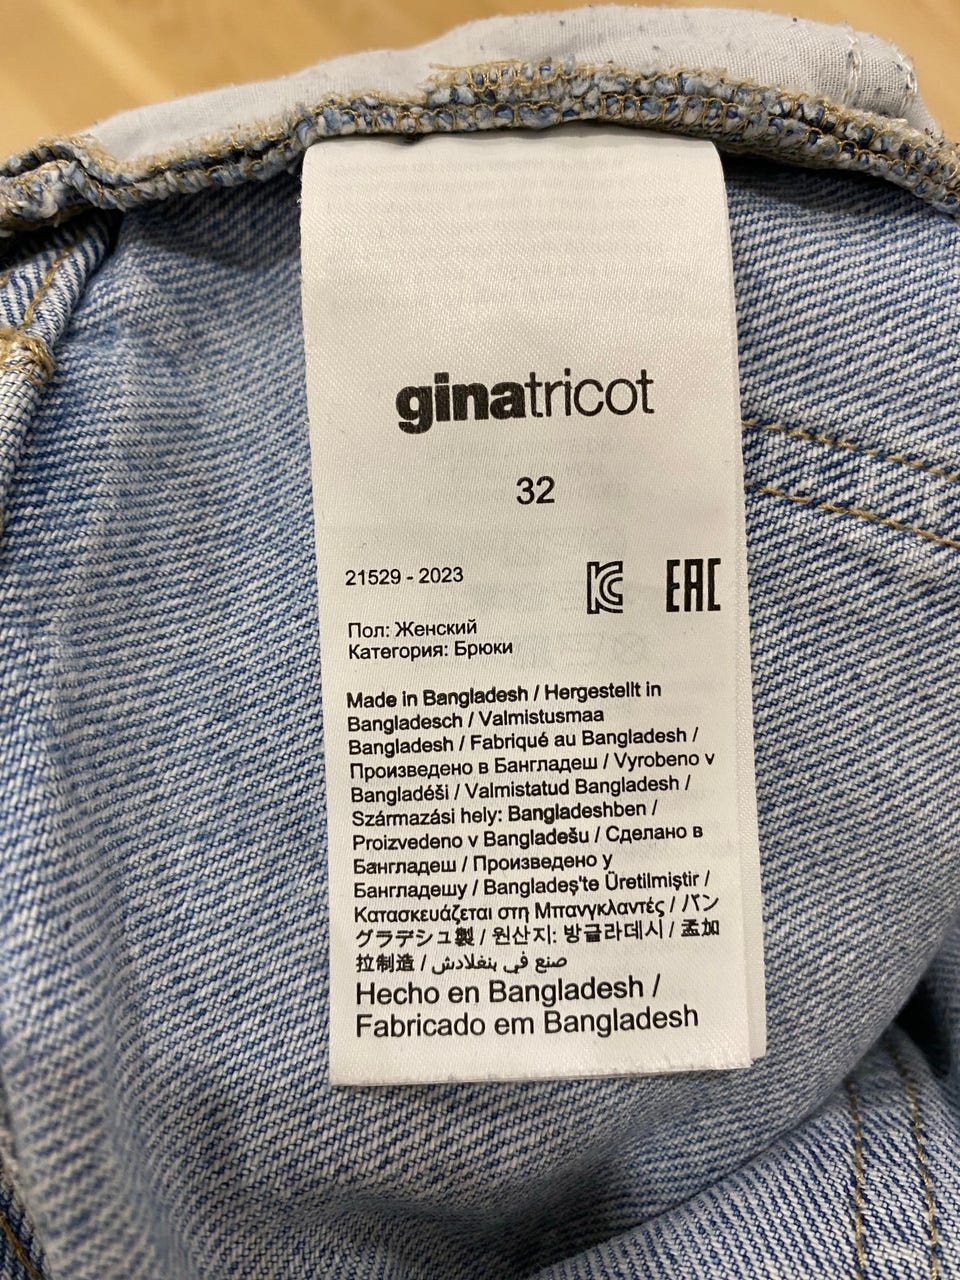 ginatricot
32
21529 - 2023
EAC
Пол: Женский
Категория: Брюки
Made in Bangladesh / Hergestellt in
Bangladesch / Valmistusmaa
Bangladesh / Fabriqué au Bangladesh /
Произведено в Бангладеш / Vyrobeno v
Bangladéši / Valmistatud Bangladesh /
Származási hely: Bangladeshben /
Proizvedeno v Bangladešu / Сделано в
Бангладеш / Произведено у
Бангладешу / Bangladeş'te Üretilmiştir /
Κατασκευάζεται στη Μπανγκλαντές / バン
グラデシュ製 / 원산지: 방글라데시 / 孟加
拉制造 / صنع في بنغلادش
Hecho en Bangladesh /
Fabricado em Bangladesh